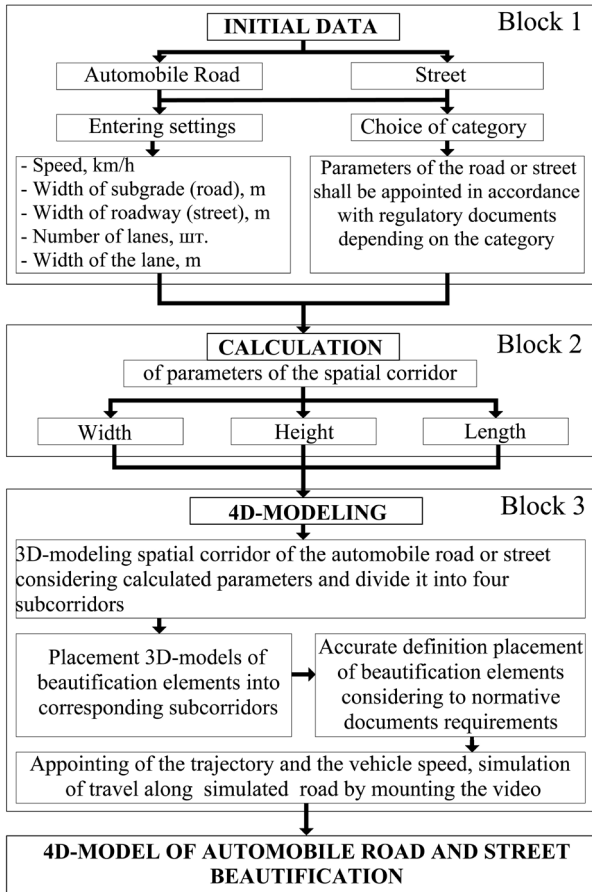 Block 1
INITIAL DATA
Automobile Road
Street
Entering settings
Choice of category
- Speed, km/h
- Width of subgrade (road), m
- Width of roadway (street), m
- Number of lanes, шт.
- Width of the lane, m
Parameters of the road or street
shall be appointed in accordance
with regulatory documents
depending on the category
Block 2
CALCULATION
of parameters of the spatial corridor
Width
Height
Length
Block 3
4D-MODELING
3D-modeling spatial corridor of the automobile road or street
considering calculated parameters and divide it into four
subcorridors
Placement 3D-models of
beautification elements into
corresponding subcorridors
Accurate definition placement
of beautification elements
considering to normative
documents requirements
Appointing of the trajectory and the vehicle speed, simulation
of travel along simulated road by mounting the video
4D-MODEL OF AUTOMOBILE ROAD AND STREET
BEAUTIFICATION